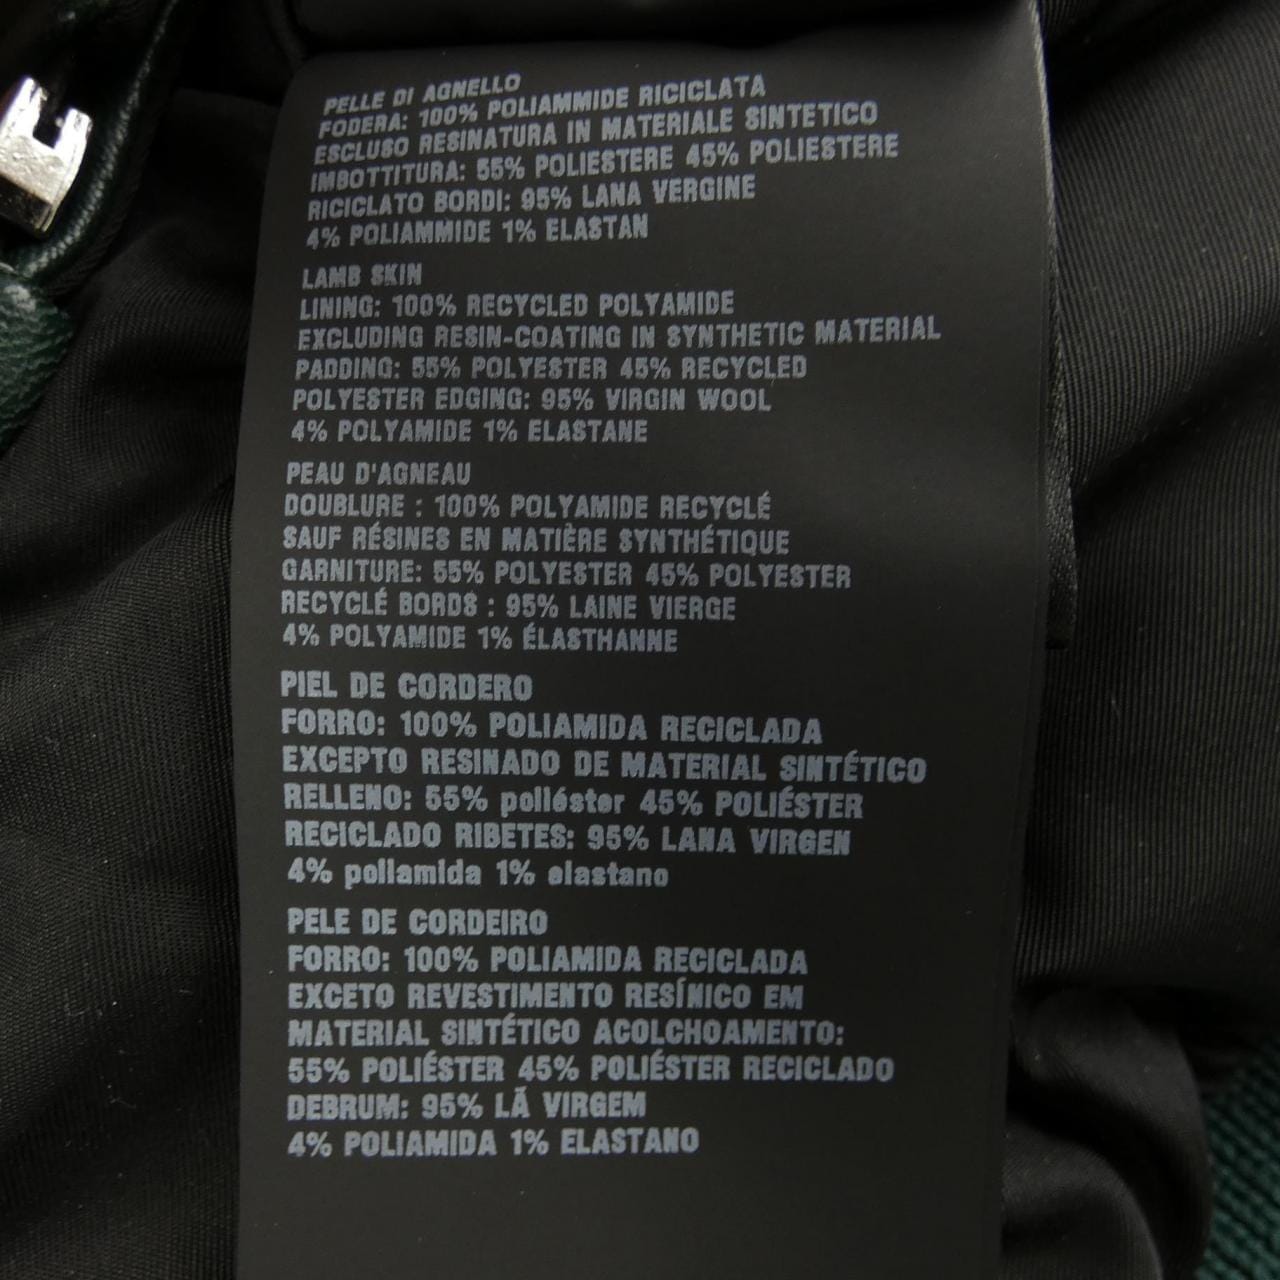 PELLE DI AGNELLO
FODERA: 100% POLIAMMIDE RICICLATA
ESCLUSO RESINATURA IN MATERIALE SINTETICO
IMBOTTITURA: 55% POLIESTERE 45% POLIESTERE
RICICLATO BORDI: 95% LANA VERGINE
4% POLIAMMIDE 1% ELASTAN
LAMB SKIN
LINING: 100% RECYCLED POLYAMIDE
EXCLUDING RESIN-COATING IN SYNTHETIC MATERIAL
PADDING: 55% POLYESTER 45% RECYCLED
POLYESTER EDGING: 95% VIRGIN WOOL
4% POLYAMIDE 1% ELASTANE
PEAU D'AGNEAU
DOUBLURE : 100% POLYAMIDE RECYCLÉ
SAUF RÉSINES EN MATIÈRE SYNTHÉTIQUE
GARNITURE: 55% POLYESTER 45% POLYESTER
RECYCLÉ BORDS : 95% LAINE VIERGE
4% POLYAMIDE 1% ÉLASTHANNE
PIEL DE CORDERO
FORRO: 100% POLIAMIDA RECICLADA
EXCEPTO RESINADO DE MATERIAL SINTÉTICO
RELLENO: 55% poliéster 45% POLIÉSTER
RECICLADO RIBETES: 95% LANA VIRGEN
4% poliamida 1% elastano
PELE DE CORDEIRO
FORRO: 100% POLIAMIDA RECICLADA
EXCETO REVESTIMENTO RESÍNICO EM
MATERIAL SINTÉTICO ACOLCHOAMENTO:
55% POLIÉSTER 45% POLIÉSTER RECICLADO
DEBRUM: 95% LÃ VIRGEM
4% POLIAMIDA 1% ELASTANO